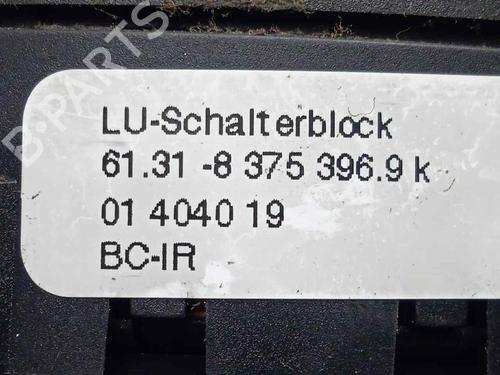 B-PARTS
LU-Schalterblock
61.31 -8 375 396.9 k
01 4040 19
BC-IR